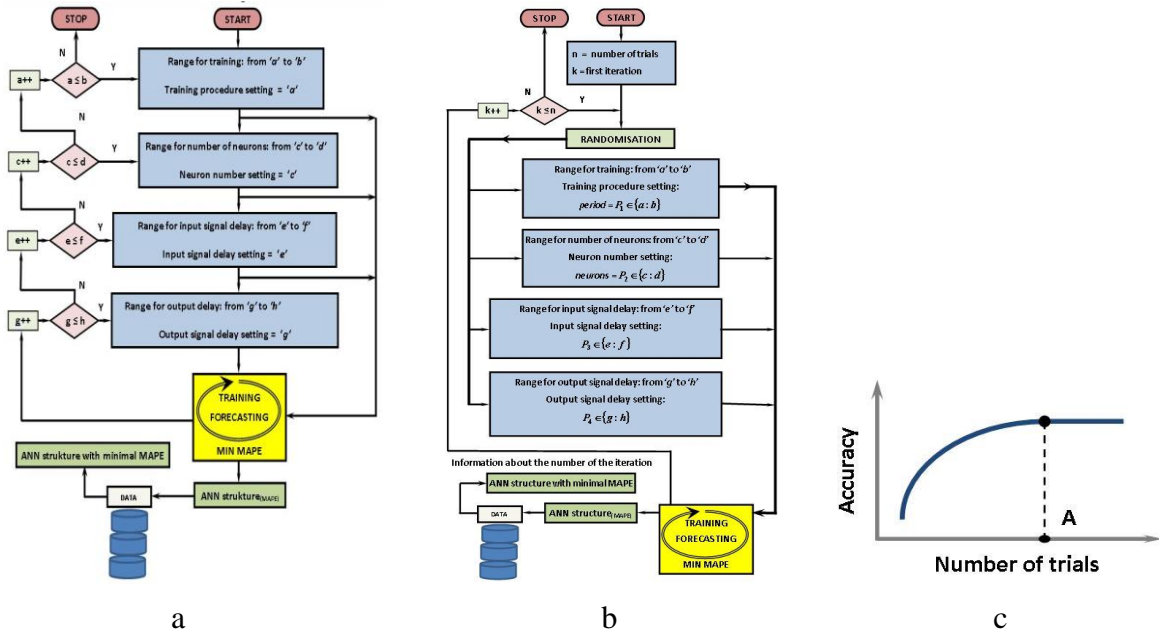 STOP
START
N
a++
a ≤ b
Y
Range for training: from ‘a’ to ‘b’
Training procedure setting = ‘a’
N
c++
c ≤ d
Y
Range for number of neurons: from ‘c’ to ‘d’
Neuron number setting = ‘c’
N
e++
e ≤ f
Y
Range for input signal delay: from ‘e’ to ‘f’
Input signal delay setting = ‘e’
N
g++
g ≤ h
Y
Range for output delay: from ‘g’ to ‘h’
Output signal delay setting = ‘g’
TRAINING
FORECASTING
MIN MAPE
ANN strukture with minimal MAPE
DATA
ANN strukture(MAPE)
a
STOP
START
n = number of trials
k = first iteration
N
k++
k ≤ n
Y
RANDOMISATION
Range for training: from ‘a’ to ‘b’
Training procedure setting:
period = P₁ ∈ {a : b}
Range for number of neurons: from ‘c’ to ‘d’
Neuron number setting:
neurons = P₂ ∈ {c : d}
Range for input signal delay: from ‘e’ to ‘f’
Input signal delay setting:
P₃ ∈ {e : f}
Range for output signal delay: from ‘g’ to ‘h’
Output signal delay setting:
P₄ ∈ {g : h}
Information about the number of the iteration
ANN structure with minimal MAPE
DATA
ANN structure(MAPE)
TRAINING
FORECASTING
MIN MAPE
b
Accuracy
A
Number of trials
c